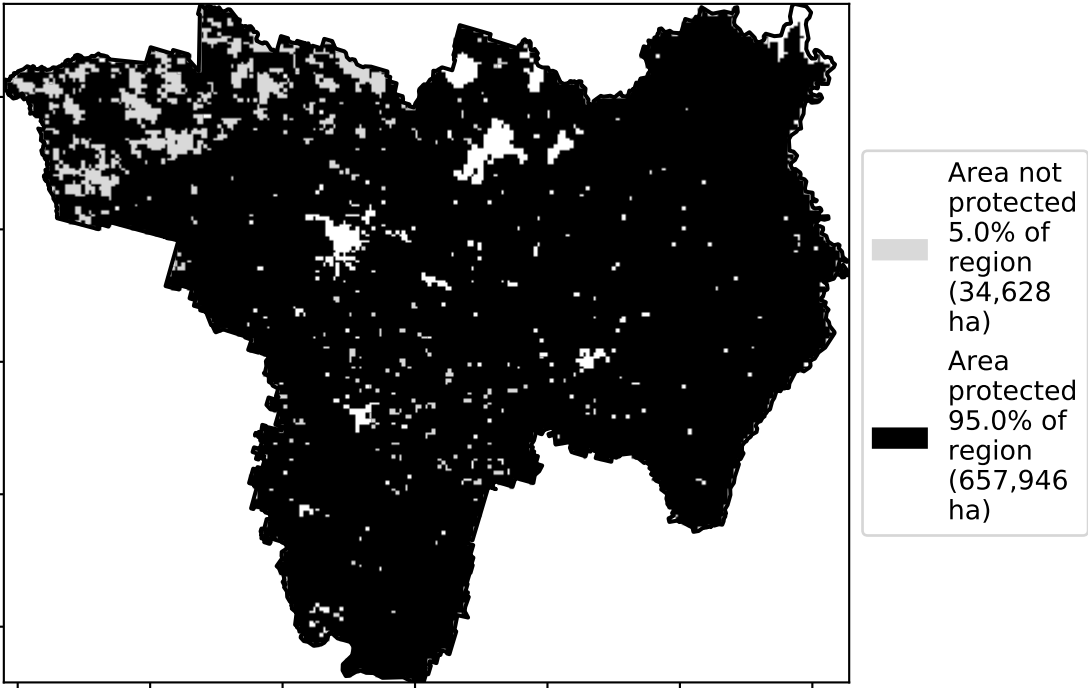 Area not
protected
5.0% of
region
(34,628
ha)
Area
protected
95.0% of
region
(657,946
ha)